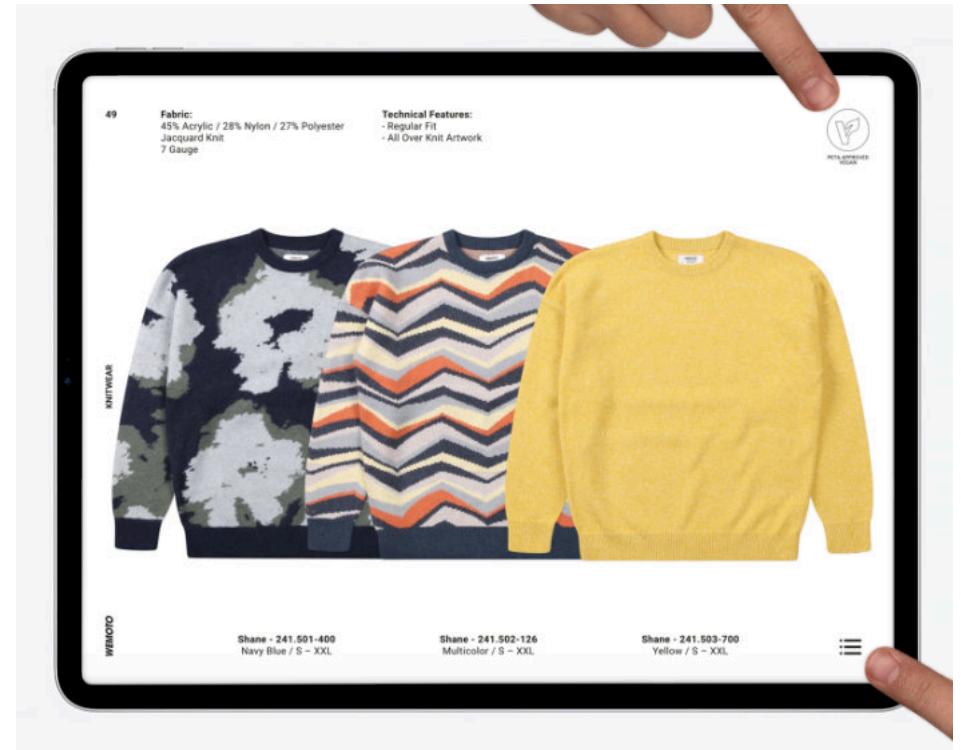 49
Fabric:
45% Acrylic / 28% Nylon / 27% Polyester
Jacquard Knit
7 Gauge
Technical Features:
- Regular Fit
- All Over Knit Artwork
PETA-APPROVED
VEGAN
KNITWEAR
WEMOTO
Shane - 241.501-400
Navy Blue / S – XXL
Shane - 241.502-126
Multicolor / S – XXL
Shane - 241.503-700
Yellow / S – XXL